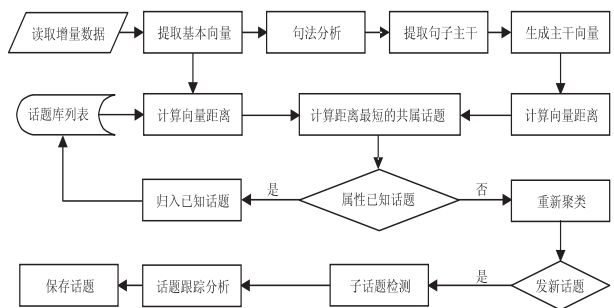 读取增量数据
提取基本向量
句法分析
提取句子主干
生成主干向量
话题库列表
计算向量距离
计算距离最短的共属话题
计算向量距离
归入已知话题
是
属性已知话题
否
重新聚类
保存话题
话题跟踪分析
子话题检测
是
发新话题